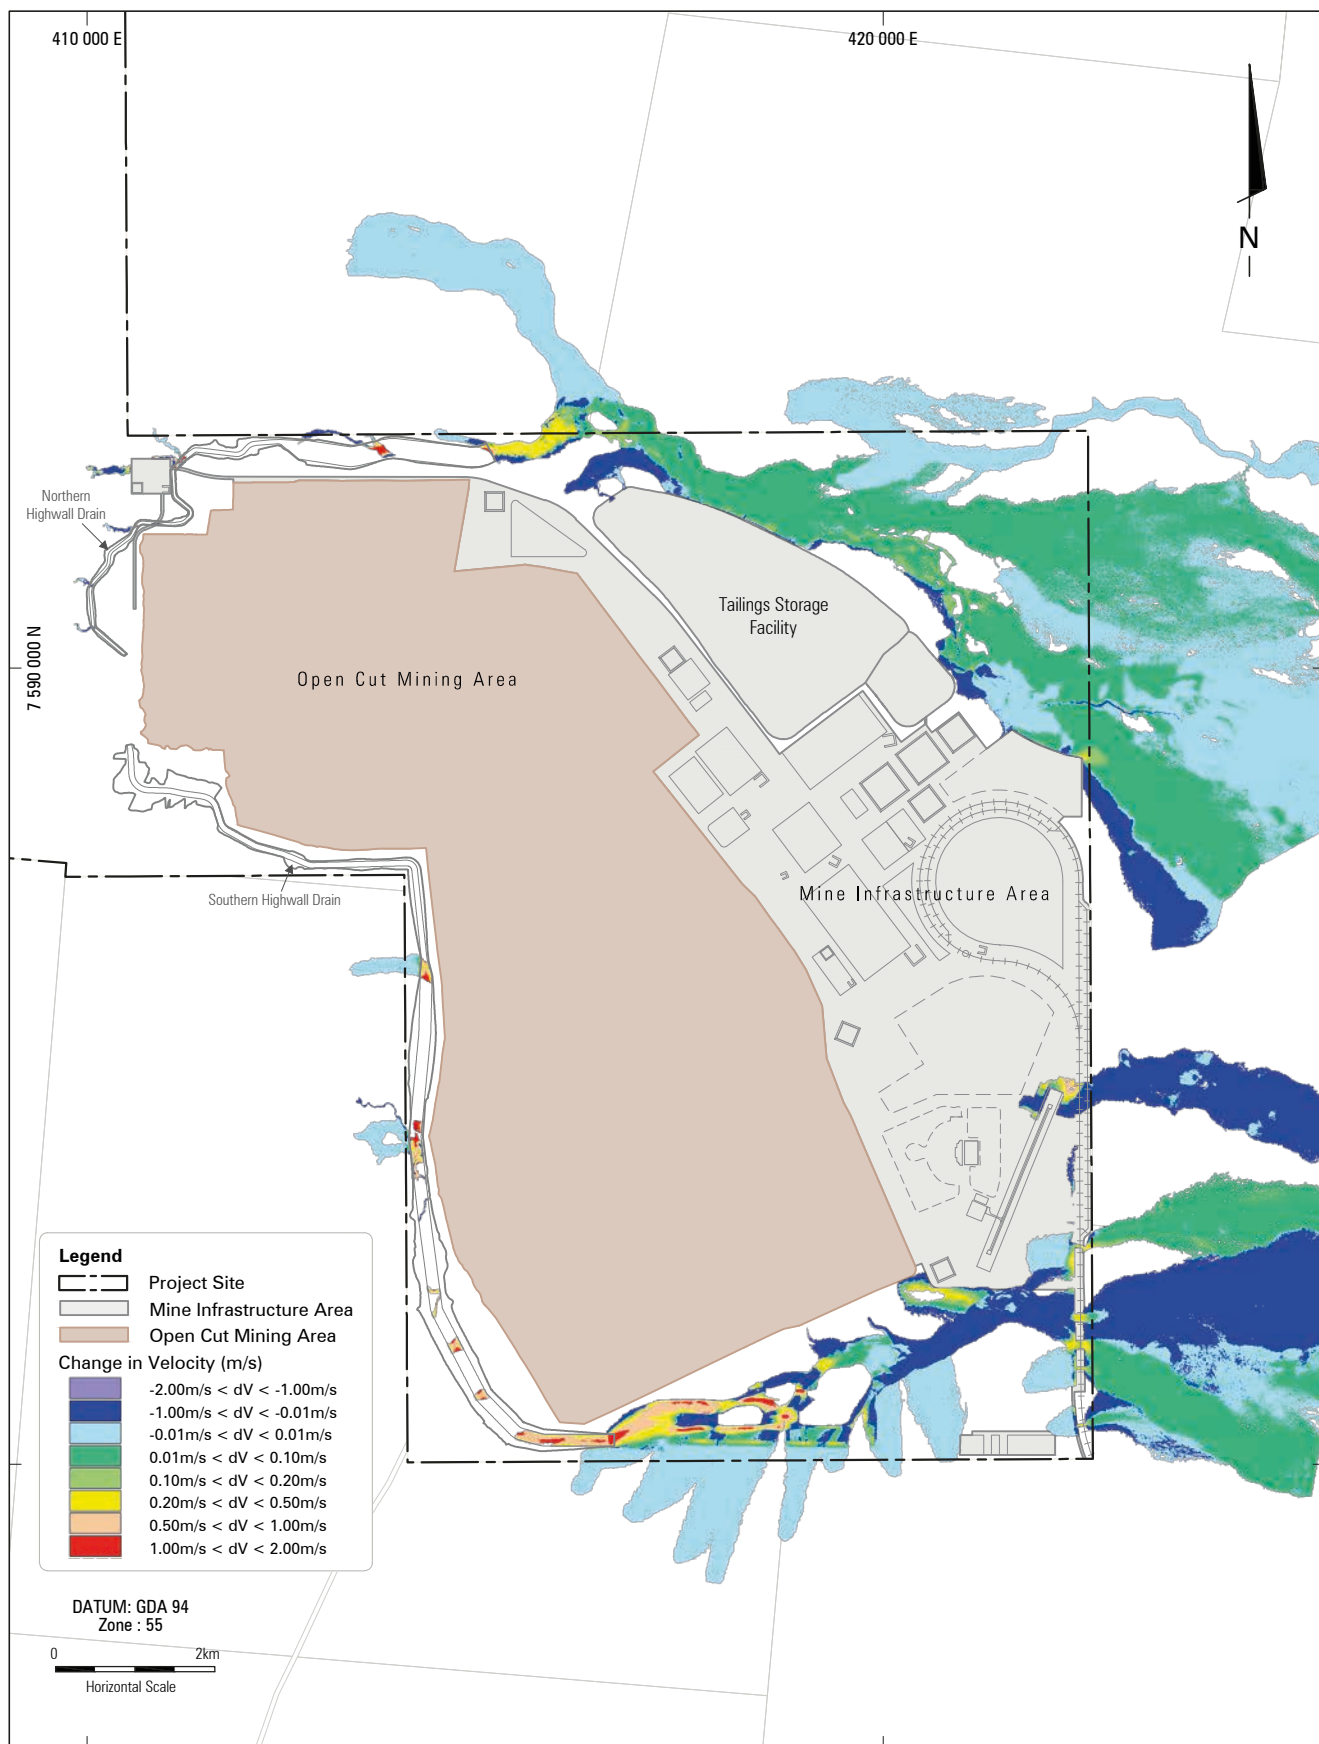 410 000 E
420 000 E
N
Northern
Highwall Drain
7 590 000 N
Tailings Storage
Facility
Open Cut Mining Area
Mine Infrastructure Area
Southern Highwall Drain
Legend
Project Site
Mine Infrastructure Area
Open Cut Mining Area
Change in Velocity (m/s)
-2.00m/s < dV < -1.00m/s
-1.00m/s < dV < -0.01m/s
-0.01m/s < dV < 0.01m/s
0.01m/s < dV < 0.10m/s
0.10m/s < dV < 0.20m/s
0.20m/s < dV < 0.50m/s
0.50m/s < dV < 1.00m/s
1.00m/s < dV < 2.00m/s
DATUM: GDA 94
Zone : 55
0 2km
Horizontal Scale